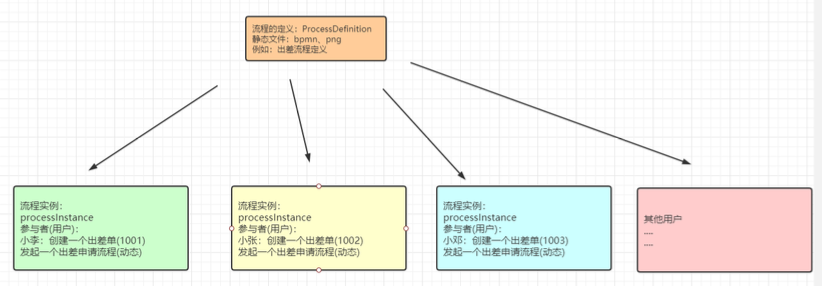 流程的定义：ProcessDefinition
静态文件：bpmn、png
例如：出差流程定义
流程实例：
processInstance
参与者(用户)：
小李：创建一个出差单(1001)
发起一个出差申请流程(动态)
流程实例：
processInstance
参与者(用户)：
小张：创建一个出差单(1002)
发起一个出差申请流程(动态)
流程实例：
processInstance
参与者(用户)：
小邓：创建一个出差单(1003)
发起一个出差申请流程(动态)
其他用户
....
....